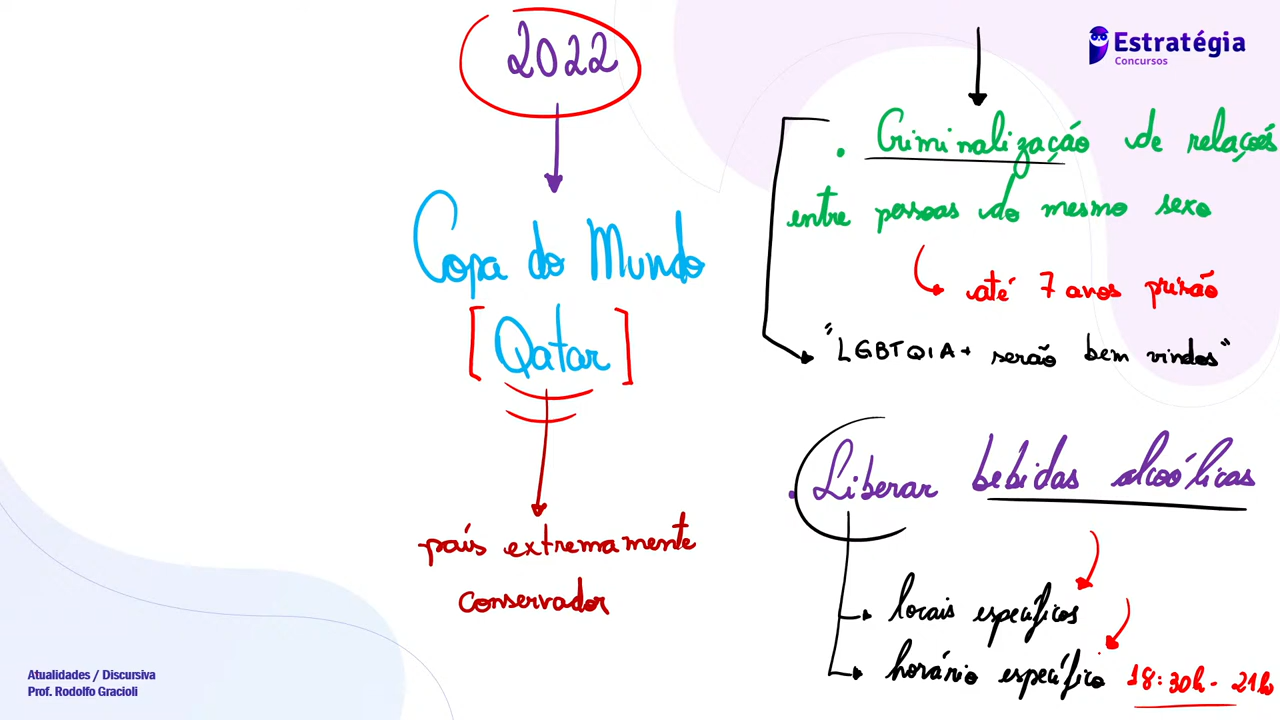 2022
Copa do Mundo
[Qatar]
país extremamente
conservador
Estratégia
Concursos
. Criminalização de relações
entre pessoas do mesmo sexo
até 7 anos prisão
"LGBTQIA+ serão bem vindos"
. Liberar bebidas alcoólicas
locais específicos
horário específico 18:30h - 21h
Atualidades / Discursiva
Prof. Rodolfo Gracioli